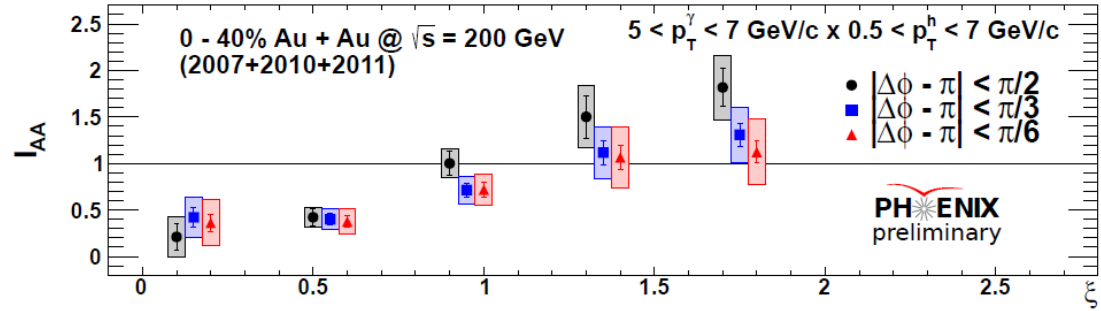 0 - 40% Au + Au @ √s = 200 GeV
(2007+2010+2011)
5 < p_T^γ < 7 GeV/c x 0.5 < p_T^h < 7 GeV/c
|Δϕ - π| < π/2
|Δϕ - π| < π/3
|Δϕ - π| < π/6
PHENIX
preliminary
I_AA
2.5
2
1.5
1
0.5
0
0 0.5 1 1.5 2 2.5 ξ